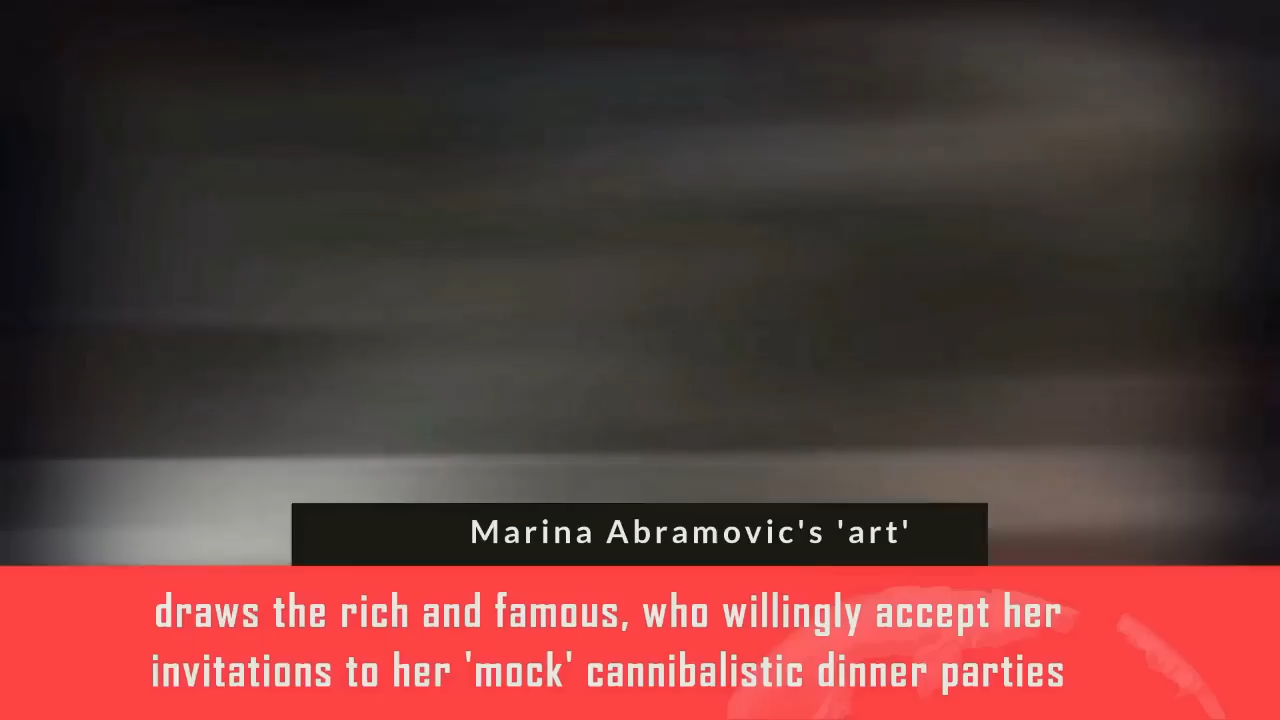 Marina Abramovic's 'art'
draws the rich and famous, who willingly accept her
invitations to her 'mock' cannibalistic dinner parties